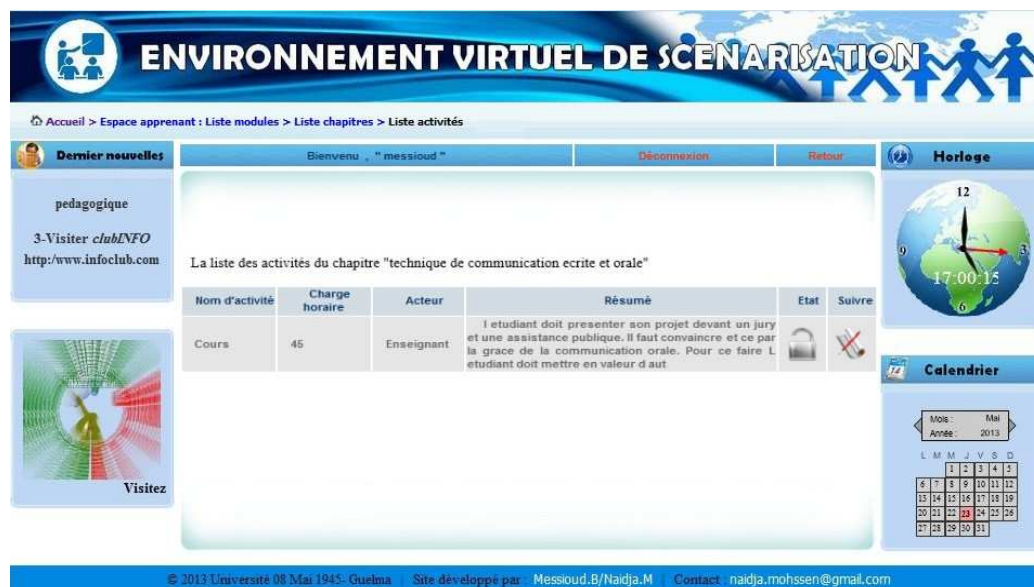 ENVIRONNEMENT VIRTUEL DE SCENARISATION
Accueil > Espace apprenant : Liste modules > Liste chapitres > Liste activités
Dernier nouvelles
pedagogique
3-Visiter clubINFO
http:/www.infoclub.com
Visitez
Bienvenu , " messioud "
Déconnexion
Retour
La liste des activités du chapitre "technique de communication ecrite et orale"
Nom d'activité Charge horaire Acteur Résumé Etat Suivre
Cours 45 Enseignant
l etudiant doit presenter son projet devant un jury
et une assistance publique. Il faut convaincre et ce par
la grace de la communication orale. Pour ce faire L
etudiant doit mettre en valeur d aut
Horloge
12
9
3
17:00:15
6
14
Calendrier
Mois : Mai
Année : 2013
L M M J V S D
1 2 3 4 5
6 7 8 9 10 11 12
13 14 15 16 17 18 19
20 21 22 23 24 25 26
27 28 29 30 31
© 2013 Université 08 Mai 1945- Guelma | Site développé par : Messioud.B/Naidja.M | Contact : naidja.mohssen@gmail.com